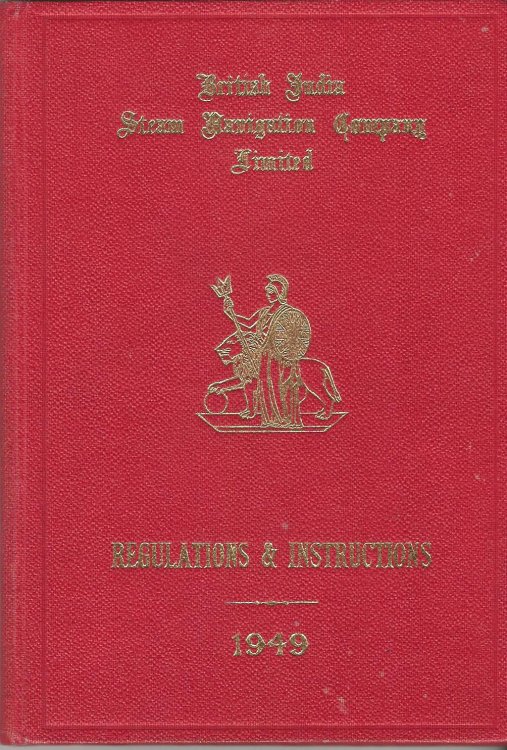 British India
Steam Navigation Company
Limited
REGULATIONS & INSTRUCTIONS
1949